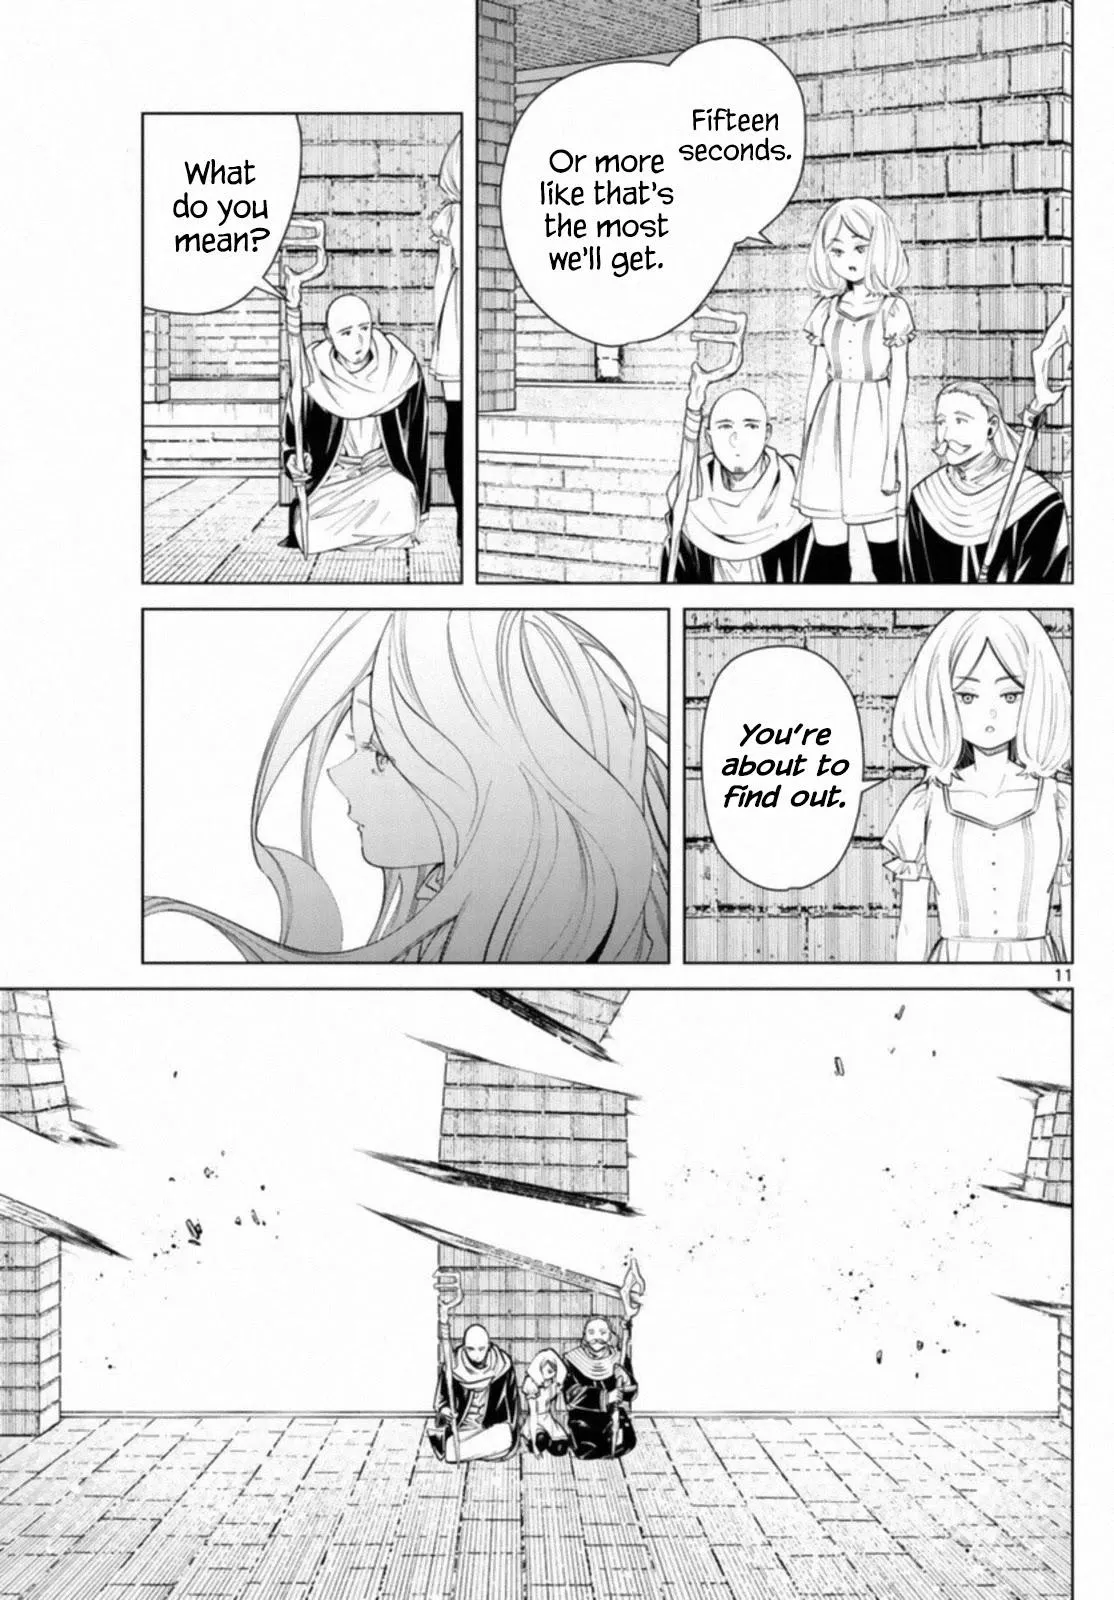 Fifteen
seconds.
Or more
like that's
the most
we'll get.
What
do you
mean?
You're
about to
find out.
11